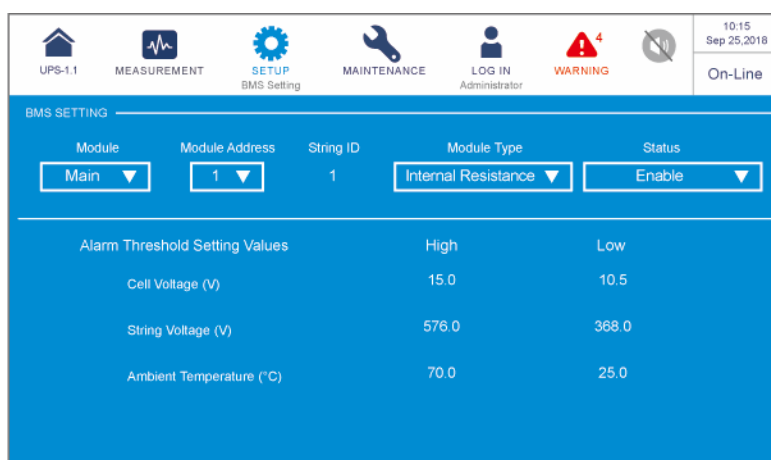 4
10:15
Sep 25,2018
UPS-1.1 MEASUREMENT SETUP MAINTENANCE LOG IN WARNING On-Line
BMS Setting Administrator
BMS SETTING
Module Module Address String ID Module Type Status
Main 1 1 Internal Resistance Enable
Alarm Threshold Setting Values High Low
Cell Voltage (V) 15.0 10.5
String Voltage (V) 576.0 368.0
Ambient Temperature (°C) 70.0 25.0